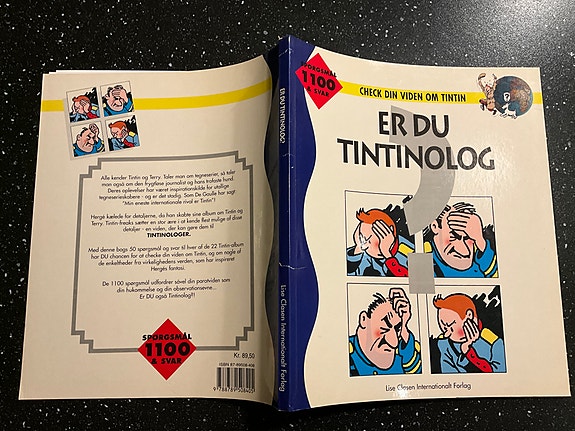 Alle kender Tintin og Terry. Taler man om tegneserier, så taler
man også om den frygtløse journalist og hans trofaste hund.
Deres oplevelser har været inspirationskilde for utallige
tegneserieskabere - og er det stadig. Som De Gaulle har sagt:
"Min eneste internationale rival er Tintin"!
Hergé kælede for detaljerne, da han skabte sine album om Tintin og
Terry. Tintin-freaks sætter en stor ære i at kende flest mulige af disse
detaljer - en viden, der kan gøre dem til
TINTINOLOGER.
Med denne bogs 50 spørgsmål og svar til hver af de 22 Tintin-album
har DU chancen for at checke din viden om Tintin, og om nogle af
de enkeltheder fra virkelighedens verden, som har inspireret
Hergés fantasi.
De 1100 spørgsmål udfordrer såvel din paratviden som
din hukommelse og din observationsevne...
Er DU også Tintinolog?!
SPØRGSMÅL
1100
& SVAR
Kr. 89,50
ISBN 87-89508-409
9 788789 508405
ER DU TINTINOLOG?
Lise Clasen Internationalt Forlag
SPØRGSMÅL
1100
& SVAR
CHECK DIN VIDEN OM TINTIN
ER DU
TINTINOLOG
?
Lise Clasen Internationalt Forlag